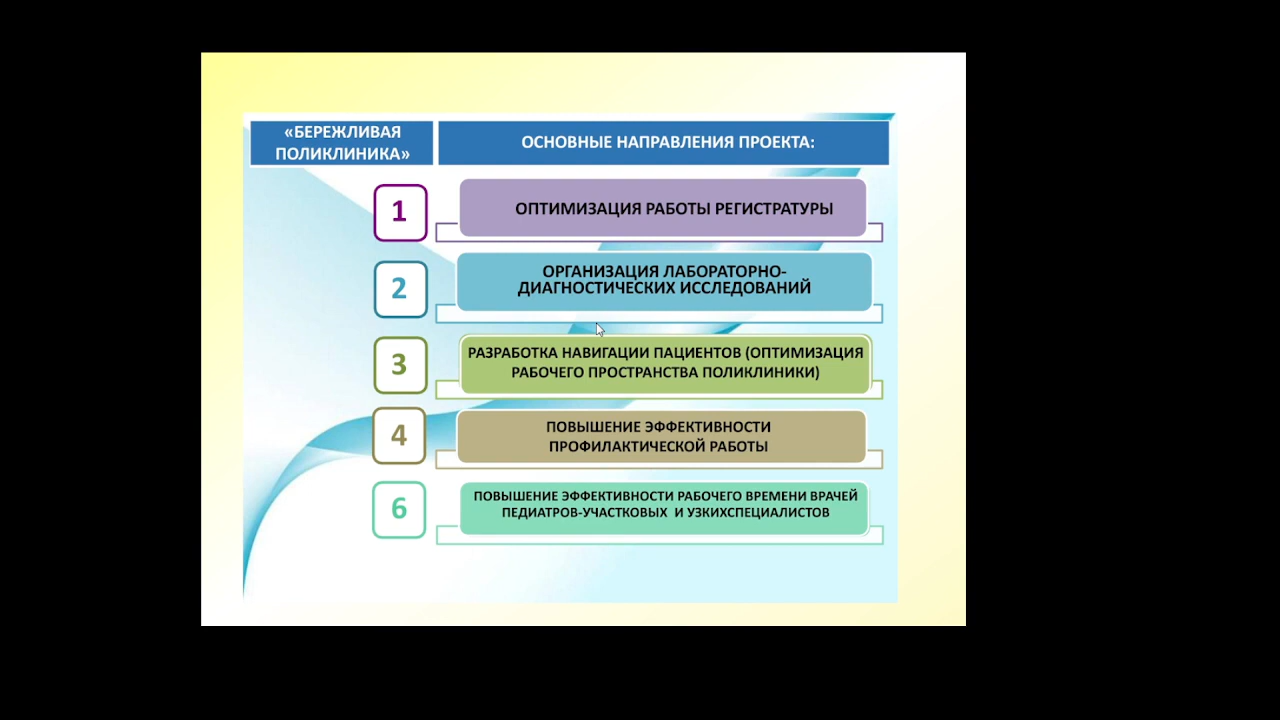 «БЕРЕЖЛИВАЯ
ПОЛИКЛИНИКА»
ОСНОВНЫЕ НАПРАВЛЕНИЯ ПРОЕКТА:
1
ОПТИМИЗАЦИЯ РАБОТЫ РЕГИСТРАТУРЫ
2
ОРГАНИЗАЦИЯ ЛАБОРАТОРНО-
ДИАГНОСТИЧЕСКИХ ИССЛЕДОВАНИЙ
3
РАЗРАБОТКА НАВИГАЦИИ ПАЦИЕНТОВ (ОПТИМИЗАЦИЯ
РАБОЧЕГО ПРОСТРАНСТВА ПОЛИКЛИНИКИ)
4
ПОВЫШЕНИЕ ЭФФЕКТИВНОСТИ
ПРОФИЛАКТИЧЕСКОЙ РАБОТЫ
6
ПОВЫШЕНИЕ ЭФФЕКТИВНОСТИ РАБОЧЕГО ВРЕМЕНИ ВРАЧЕЙ
ПЕДИАТРОВ-УЧАСТКОВЫХ И УЗКИХСПЕЦИАЛИСТОВ